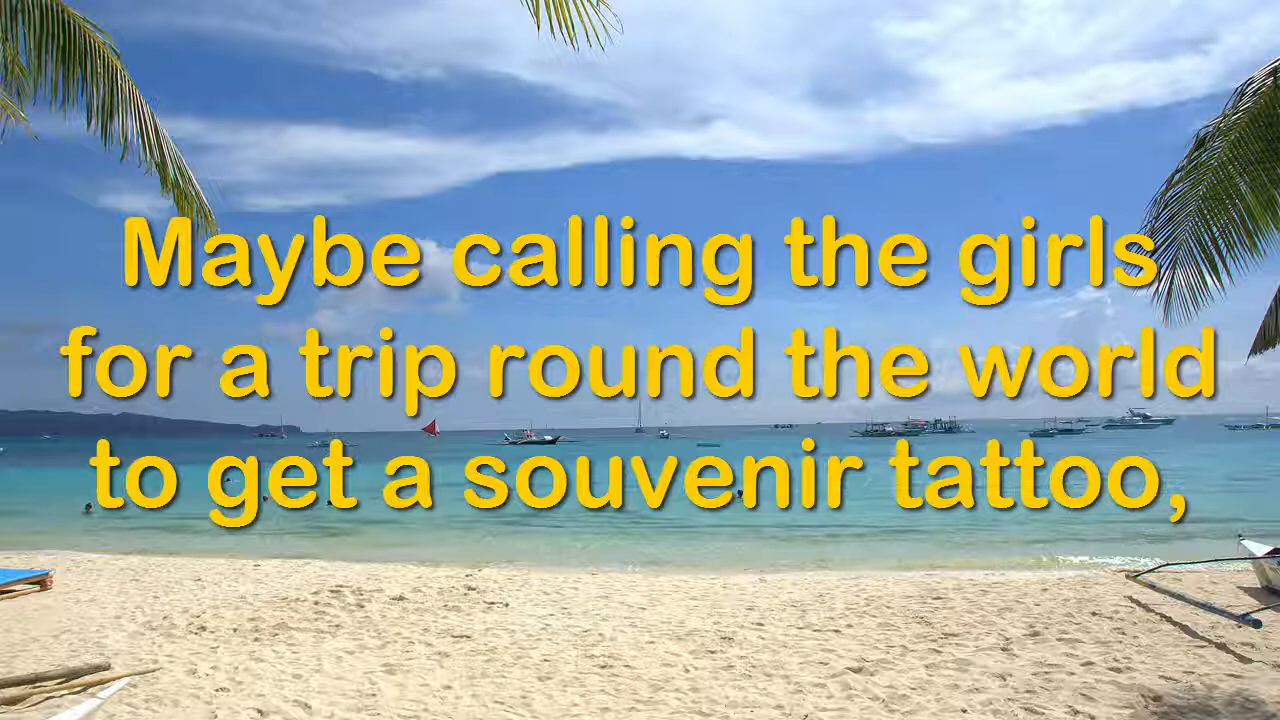 Maybe calling the girls
for a trip round the world
to get a souvenir tattoo,